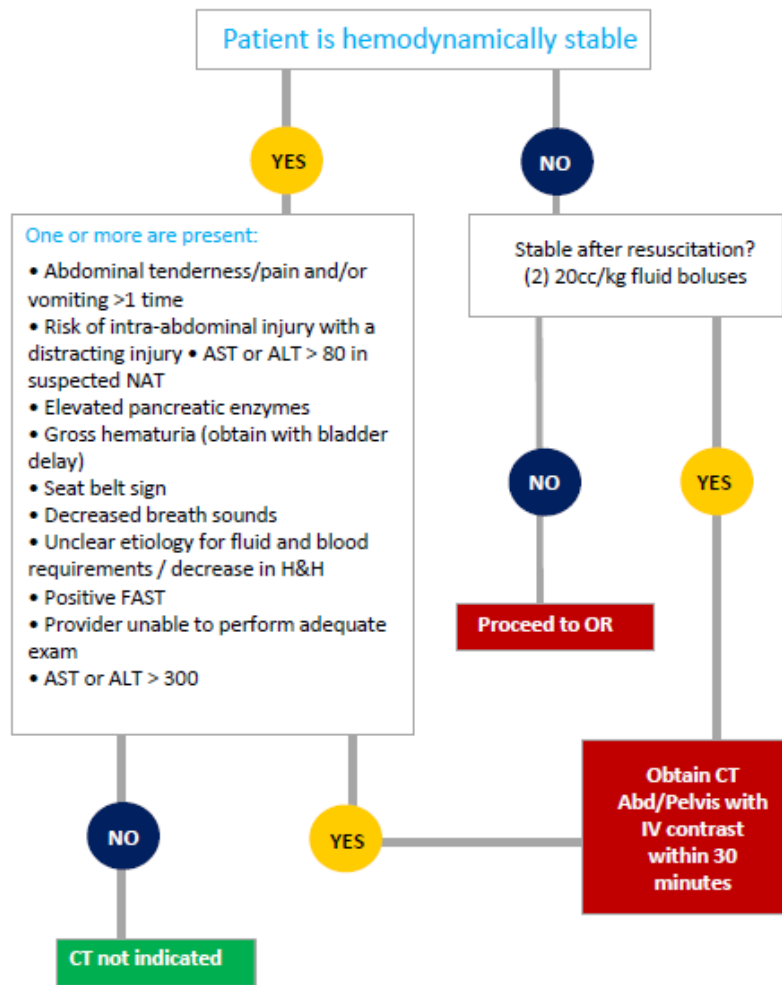 Patient is hemodynamically stable
YES
NO
One or more are present:
• Abdominal tenderness/pain and/or
vomiting >1 time
• Risk of intra-abdominal injury with a
distracting injury • AST or ALT > 80 in
suspected NAT
• Elevated pancreatic enzymes
• Gross hematuria (obtain with bladder
delay)
• Seat belt sign
• Decreased breath sounds
• Unclear etiology for fluid and blood
requirements / decrease in H&H
• Positive FAST
• Provider unable to perform adequate
exam
• AST or ALT > 300
Stable after resuscitation?
(2) 20cc/kg fluid boluses
NO
YES
Proceed to OR
Obtain CT
Abd/Pelvis with
IV contrast
within 30
minutes
NO
YES
CT not indicated